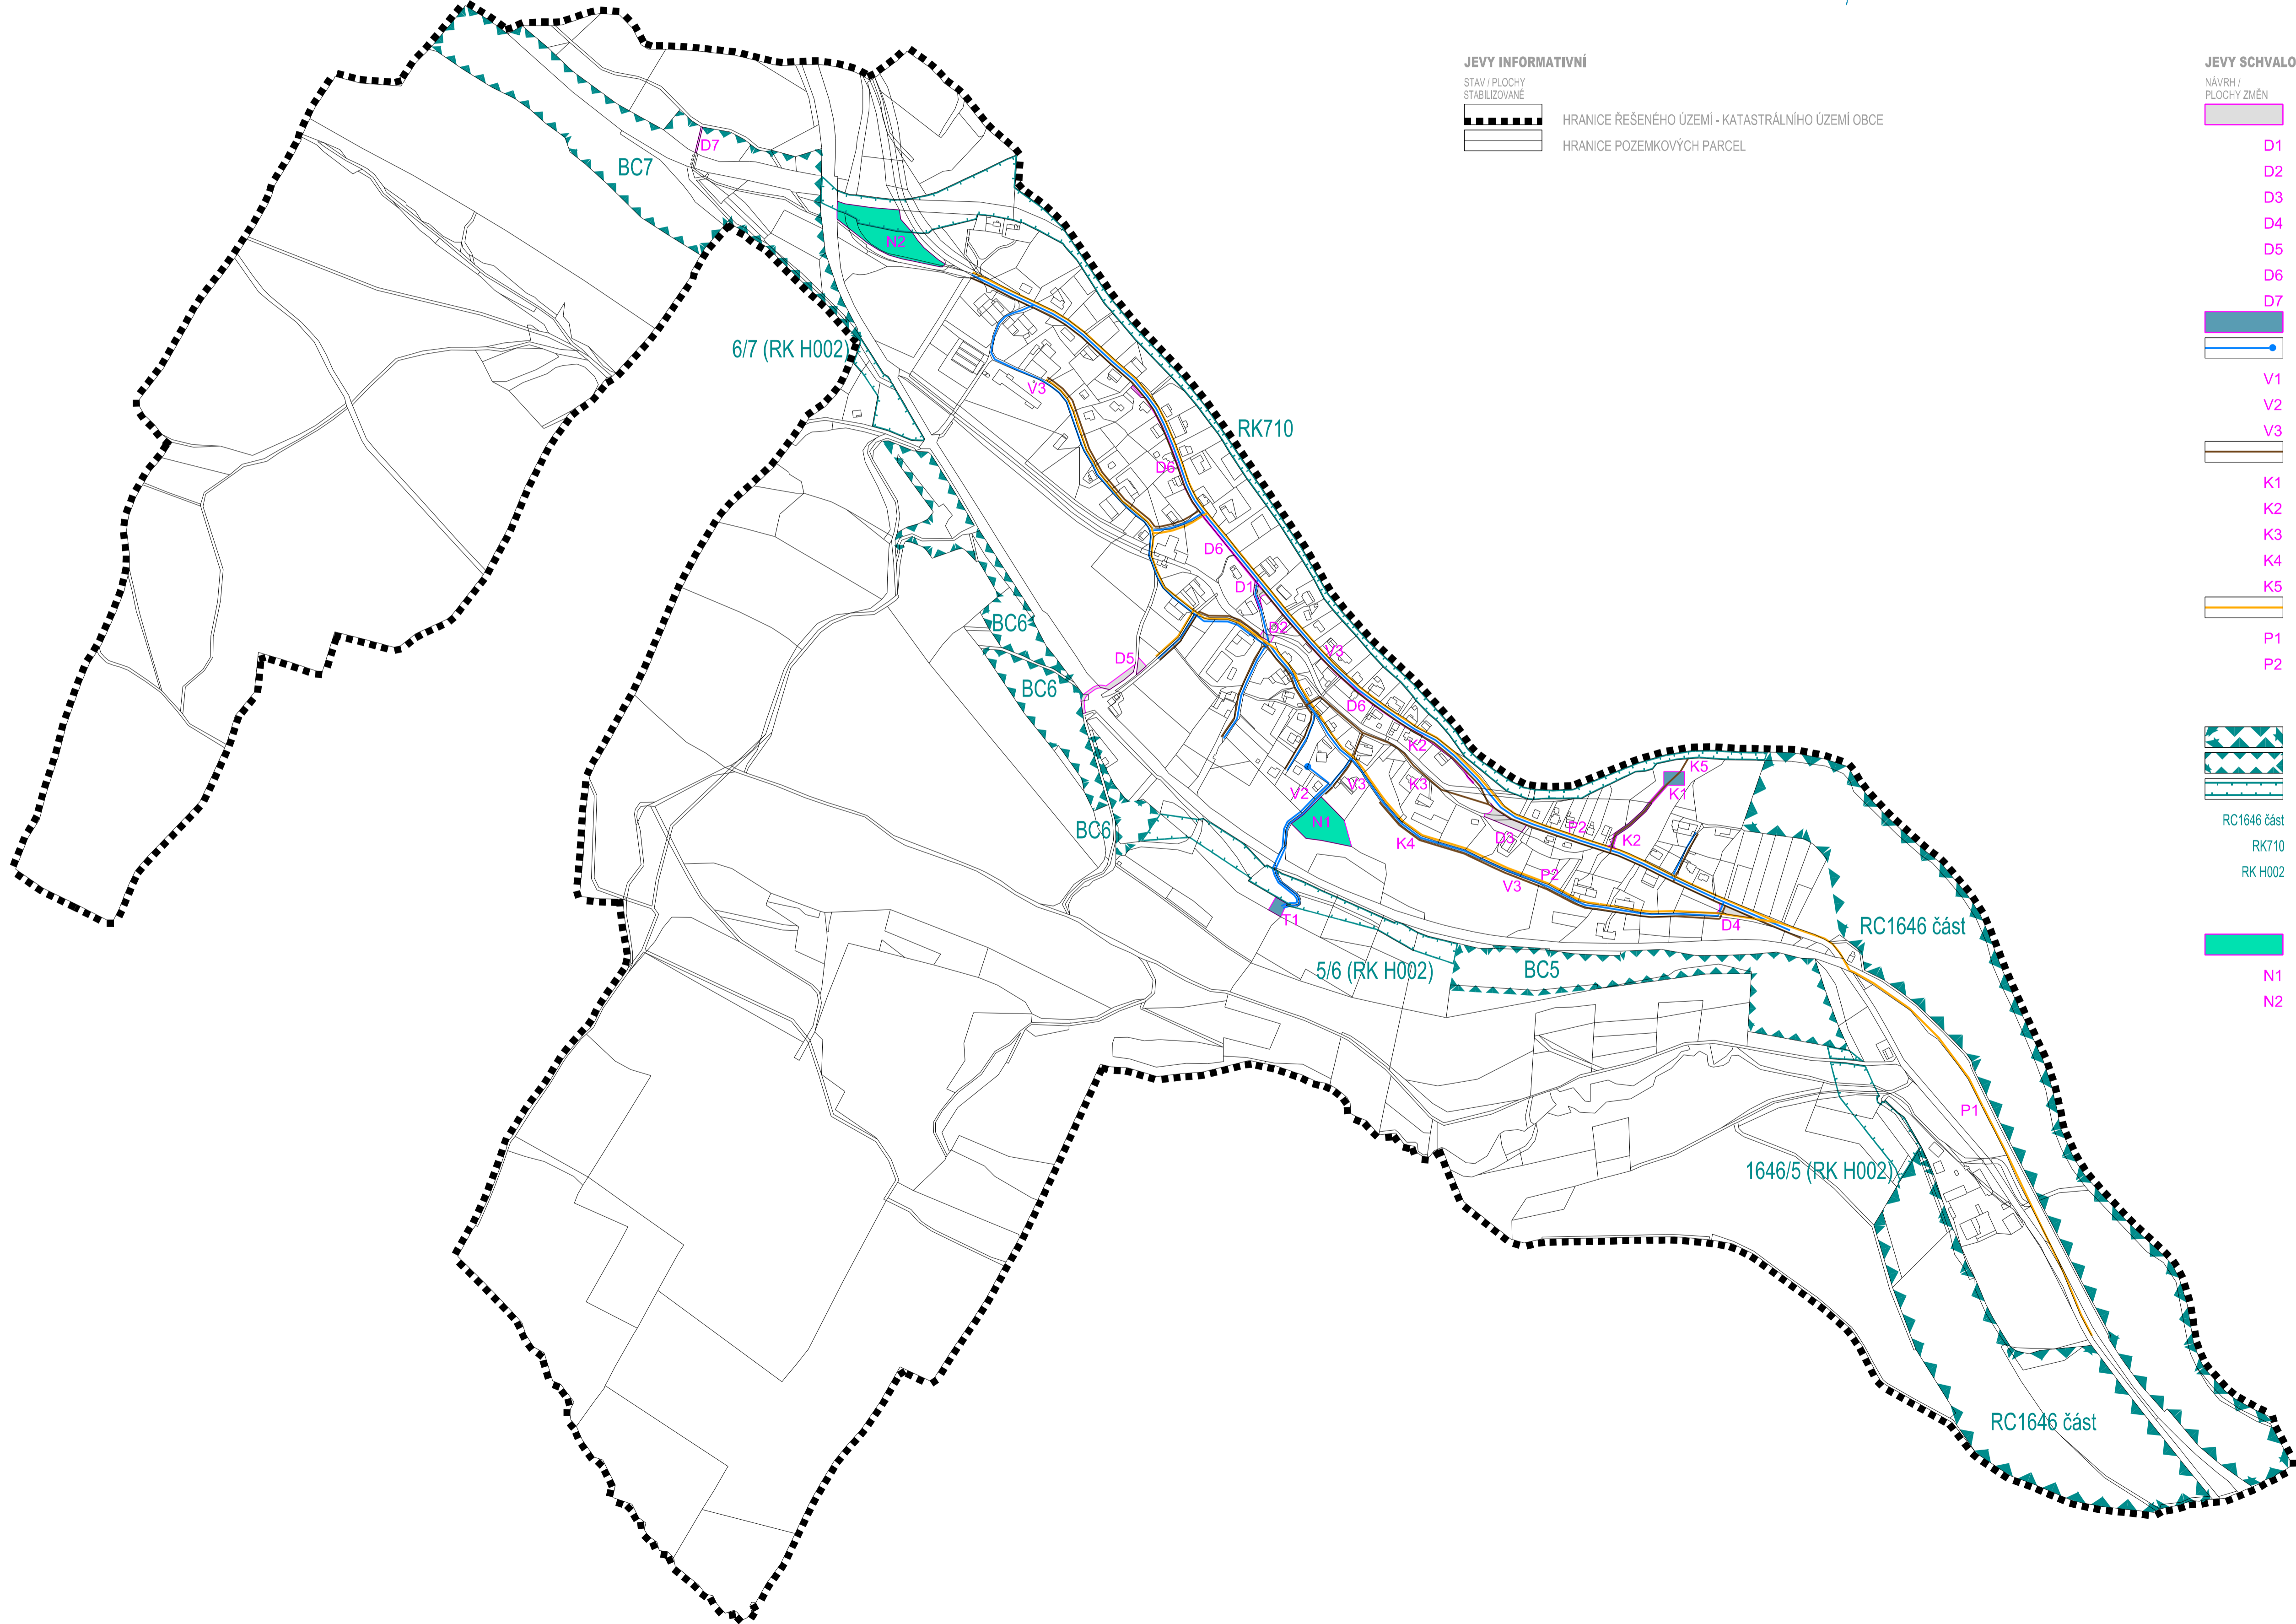 JEVY INFORMATIVNÍ
STAV / PLOCHY
STABILIZOVANÉ
HRANICE ŘEŠENÉHO ÚZEMÍ - KATASTRÁLNÍHO ÚZEMÍ OBCE
HRANICE POZEMKOVÝCH PARCEL
JEVY SCHVALO
NÁVRH /
PLOCHY ZMĚN
D1
D2
D3
D4
D5
D6
D7
V1
V2
V3
K1
K2
K3
K4
K5
P1
P2
RC1646 část
RK710
RK H002
N1
N2
D7
BC7
N2
6/7 (RK H002)
V3
RK710
D6
D6
D1
D2
BC6
V3
D5
BC6
D6
K2
K5
V2
V3
K3
K1
N1
BC6
P2
K4
D3
K2
P2
V3
T1
D4
RC1646 část
5/6 (RK H002)
BC5
P1
1646/5 (RK H002)
RC1646 část